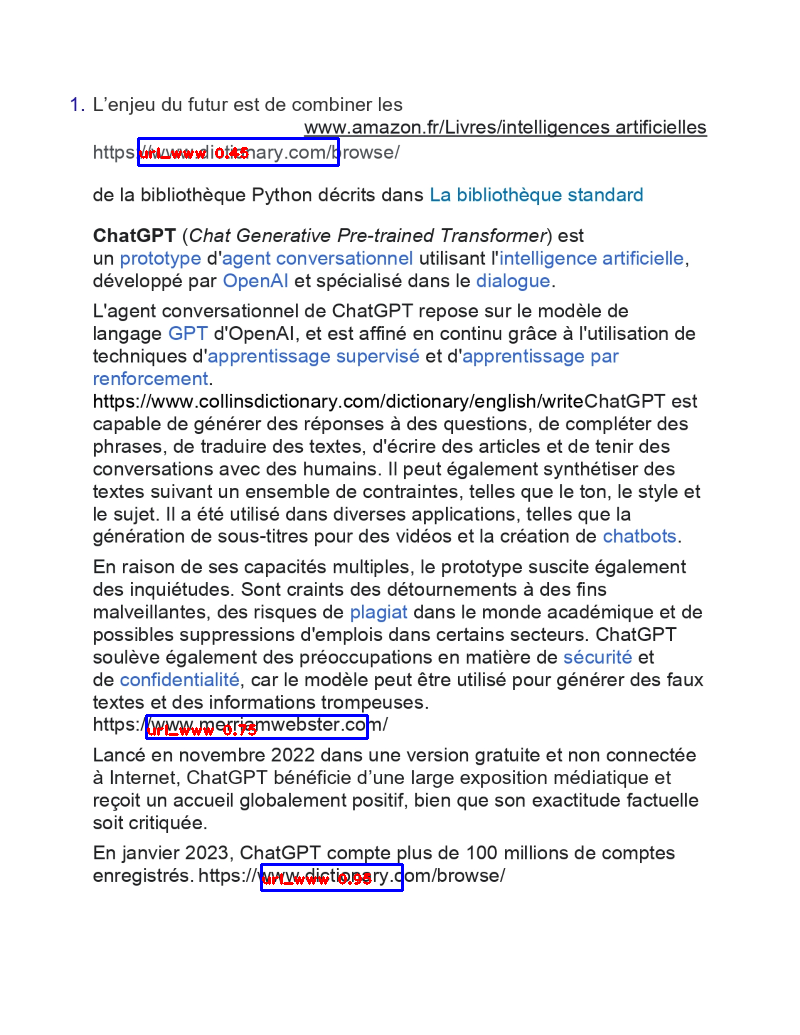 1. L’enjeu du futur est de combiner les
www.amazon.fr/Livres/intelligences artificielles
https://www.dictionary.com/browse/
url_www 0.45
de la bibliothèque Python décrits dans La bibliothèque standard
ChatGPT (Chat Generative Pre-trained Transformer) est
un prototype d'agent conversationnel utilisant l'intelligence artificielle,
développé par OpenAI et spécialisé dans le dialogue.
L'agent conversationnel de ChatGPT repose sur le modèle de
langage GPT d'OpenAI, et est affiné en continu grâce à l'utilisation de
techniques d'apprentissage supervisé et d'apprentissage par
renforcement.
https://www.collinsdictionary.com/dictionary/english/writeChatGPT est
capable de générer des réponses à des questions, de compléter des
phrases, de traduire des textes, d'écrire des articles et de tenir des
conversations avec des humains. Il peut également synthétiser des
textes suivant un ensemble de contraintes, telles que le ton, le style et
le sujet. Il a été utilisé dans diverses applications, telles que la
génération de sous-titres pour des vidéos et la création de chatbots.
En raison de ses capacités multiples, le prototype suscite également
des inquiétudes. Sont craints des détournements à des fins
malveillantes, des risques de plagiat dans le monde académique et de
possibles suppressions d'emplois dans certains secteurs. ChatGPT
soulève également des préoccupations en matière de sécurité et
de confidentialité, car le modèle peut être utilisé pour générer des faux
textes et des informations trompeuses.
https://www.merriamwebster.com/
url_www 0.75
Lancé en novembre 2022 dans une version gratuite et non connectée
à Internet, ChatGPT bénéficie d’une large exposition médiatique et
reçoit un accueil globalement positif, bien que son exactitude factuelle
soit critiquée.
En janvier 2023, ChatGPT compte plus de 100 millions de comptes
enregistrés. https://www.dictionary.com/browse/
url_www 0.93